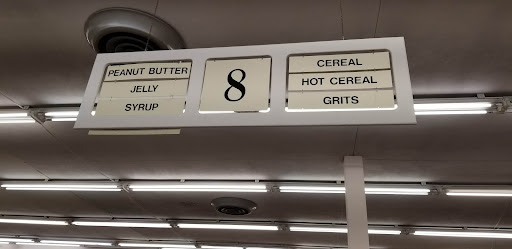 PEANUT BUTTER
JELLY
SYRUP
8
CEREAL
HOT CEREAL
GRITS